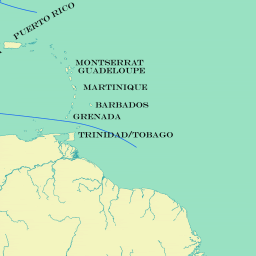 PUERTO RICO
MONTSERRAT
GUADELOUPE
MARTINIQUE
BARBADOS
GRENADA
TRINIDAD/TOBAGO